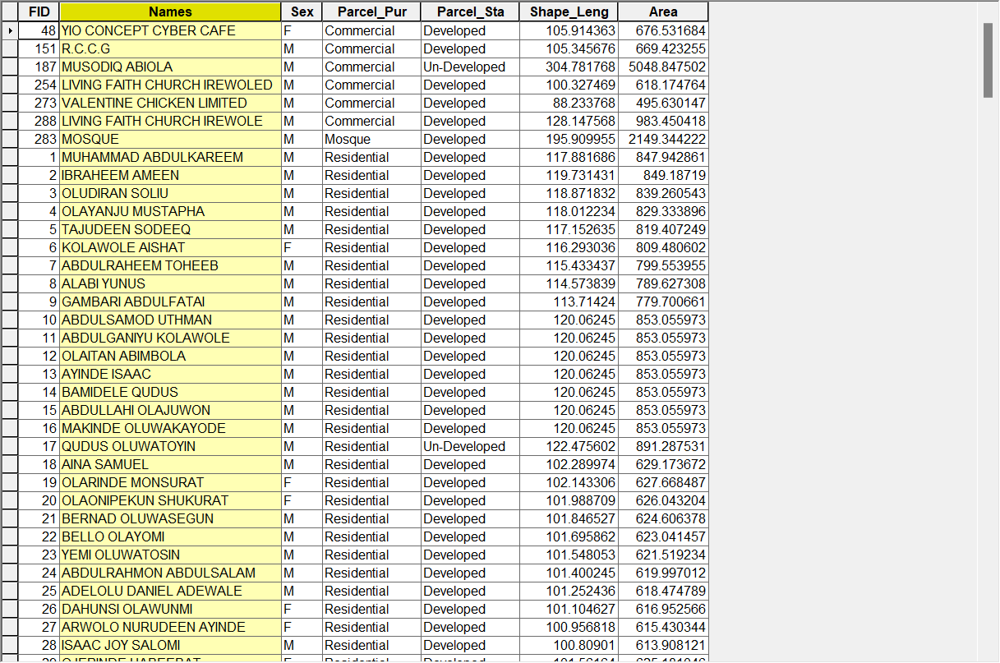 FID Names Sex Parcel_Pur Parcel_Sta Shape_Leng Area
48 YIO CONCEPT CYBER CAFE F Commercial Developed 105.914363 676.531684
151 R.C.C.G M Commercial Developed 105.345676 669.423255
187 MUSODIQ ABIOLA M Commercial Un-Developed 304.781768 5048.847502
254 LIVING FAITH CHURCH IREWOLED M Commercial Developed 100.327469 618.174764
273 VALENTINE CHICKEN LIMITED M Commercial Developed 88.233768 495.630147
288 LIVING FAITH CHURCH IREWOLE M Commercial Developed 128.147568 983.450418
283 MOSQUE M Mosque Developed 195.909955 2149.344222
1 MUHAMMAD ABDULKAREEM M Residential Developed 117.881686 847.942861
2 IBRAHEEM AMEEN M Residential Developed 119.731431 849.18719
3 OLUDIRAN SOLIU M Residential Developed 118.871832 839.260543
4 OLAYANJU MUSTAPHA M Residential Developed 118.012234 829.333896
5 TAJUDEEN SODEEQ M Residential Developed 117.152635 819.407249
6 KOLAWOLE AISHAT F Residential Developed 116.293036 809.480602
7 ABDULRAHEEM TOHEEB M Residential Developed 115.433437 799.553955
8 ALABI YUNUS M Residential Developed 114.573839 789.627308
9 GAMBARI ABDULFATAI M Residential Developed 113.71424 779.700661
10 ABDULSAMOD UTHMAN M Residential Developed 120.06245 853.055973
11 ABDULGANIYU KOLAWOLE M Residential Developed 120.06245 853.055973
12 OLAITAN ABIMBOLA M Residential Developed 120.06245 853.055973
13 AYINDE ISAAC M Residential Developed 120.06245 853.055973
14 BAMIDELE QUDUS M Residential Developed 120.06245 853.055973
15 ABDULLAHI OLAJUWON M Residential Developed 120.06245 853.055973
16 MAKINDE OLUWAKAYODE M Residential Developed 120.06245 853.055973
17 QUDUS OLUWATOYIN M Residential Un-Developed 122.475602 891.287531
18 AINA SAMUEL M Residential Developed 102.289974 629.173672
19 OLARINDE MONSURAT F Residential Developed 102.143306 627.668487
20 OLAONIPEKUN SHUKURAT F Residential Developed 101.988709 626.043204
21 BERNAD OLUWASEGUN M Residential Developed 101.846527 624.606378
22 BELLO OLAYOMI M Residential Developed 101.695862 623.041457
23 YEMI OLUWATOSIN M Residential Developed 101.548053 621.519234
24 ABDULRAHMON ABDULSALAM M Residential Developed 101.400245 619.997012
25 ADELOLU DANIEL ADEWALE M Residential Developed 101.252436 618.474789
26 DAHUNSI OLAWUNMI F Residential Developed 101.104627 616.952566
27 ARWOLO NURUDEEN AYINDE F Residential Developed 100.956818 615.430344
28 ISAAC JOY SALOMI M Residential Developed 100.80901 613.908121